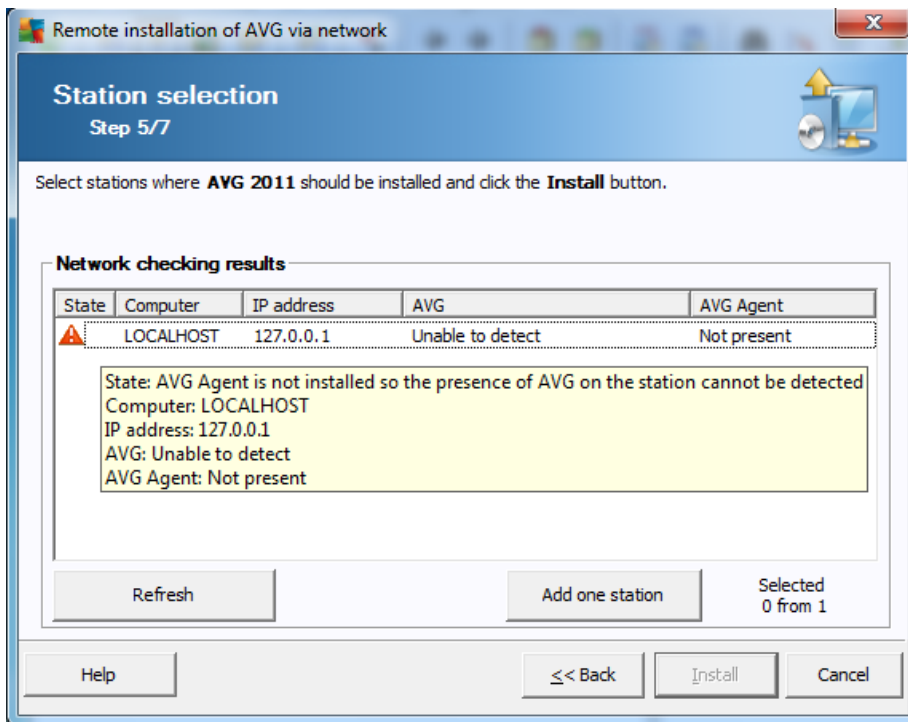 Remote installation of AVG via network
Station selection
Step 5/7
Select stations where AVG 2011 should be installed and click the Install button.
Network checking results
State Computer IP address AVG AVG Agent
LOCALHOST 127.0.0.1 Unable to detect Not present
State: AVG Agent is not installed so the presence of AVG on the station cannot be detected
Computer: LOCALHOST
IP address: 127.0.0.1
AVG: Unable to detect
AVG Agent: Not present
Refresh Add one station Selected
0 from 1
Help << Back Install Cancel